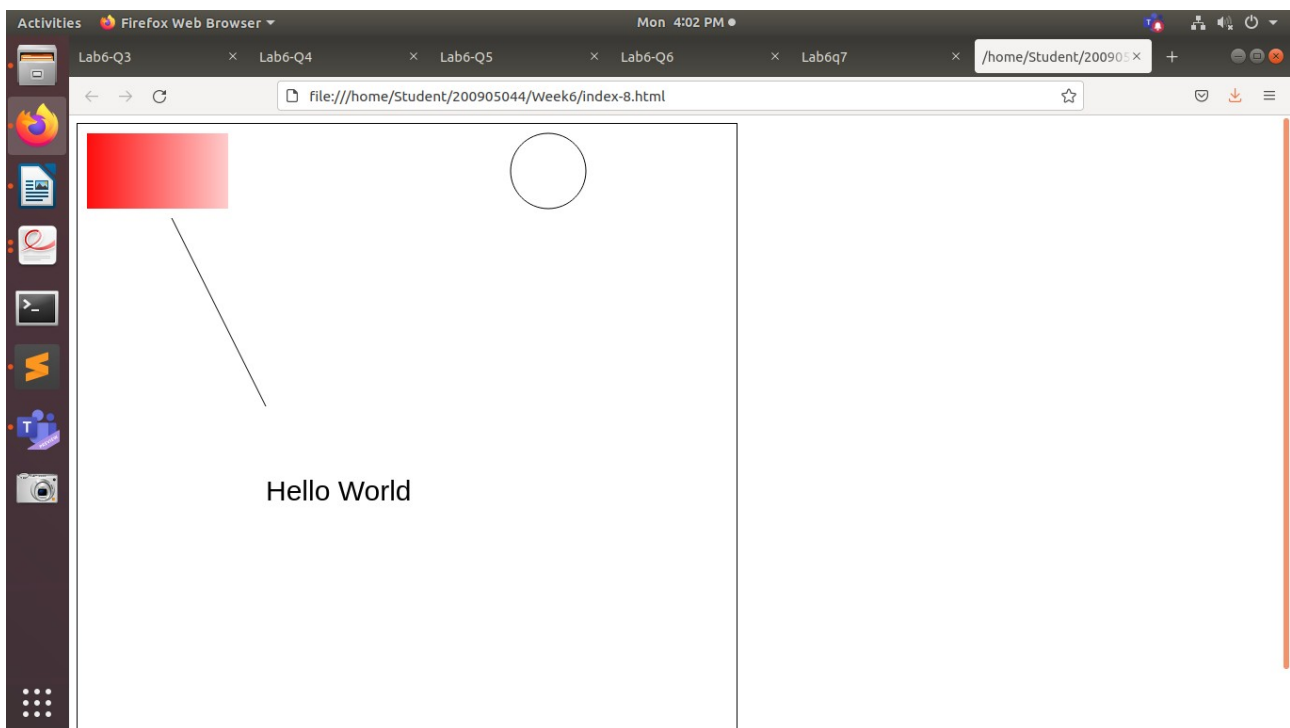 Activities Firefox Web Browser Mon 4:02 PM
Lab6-Q3 Lab6-Q4 Lab6-Q5 Lab6-Q6 Lab6q7 /home/Student/20090
file:///home/Student/200905044/Week6/index-8.html
Hello World